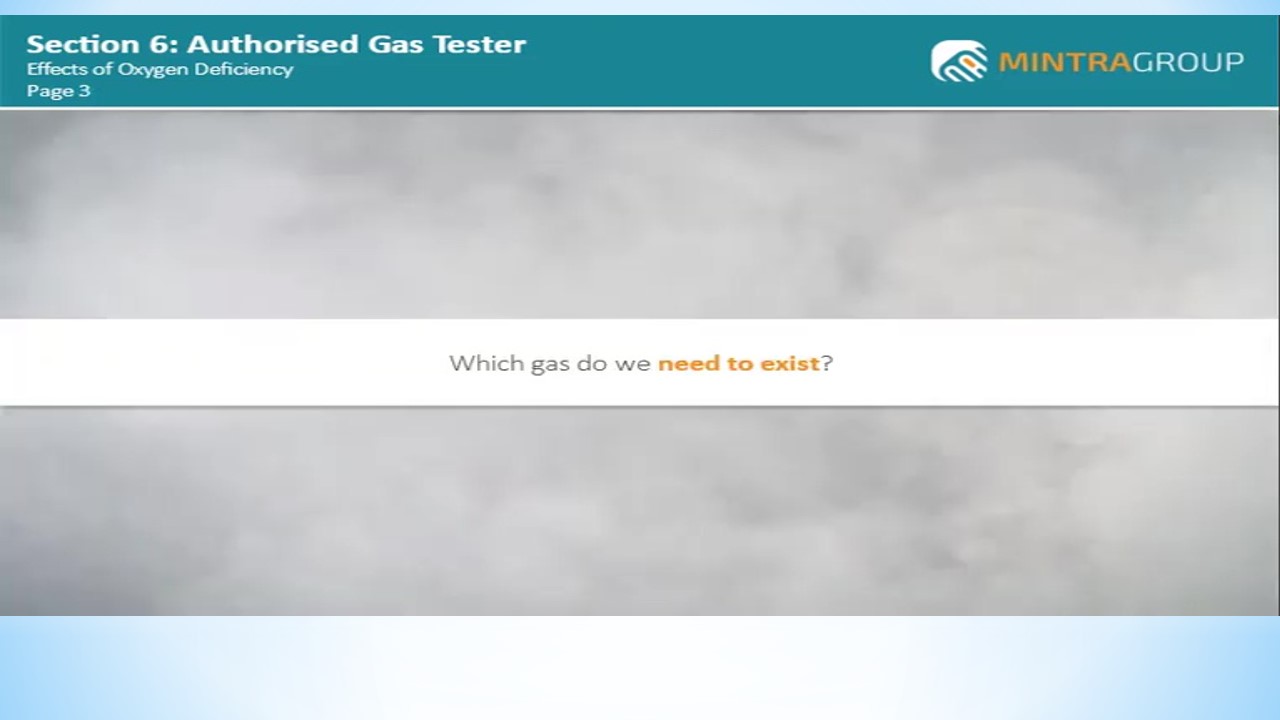 Section 6: Authorised Gas Tester
Effects of Oxygen Deficiency
Page 3
MINTRAGROUP
Which gas do we need to exist?